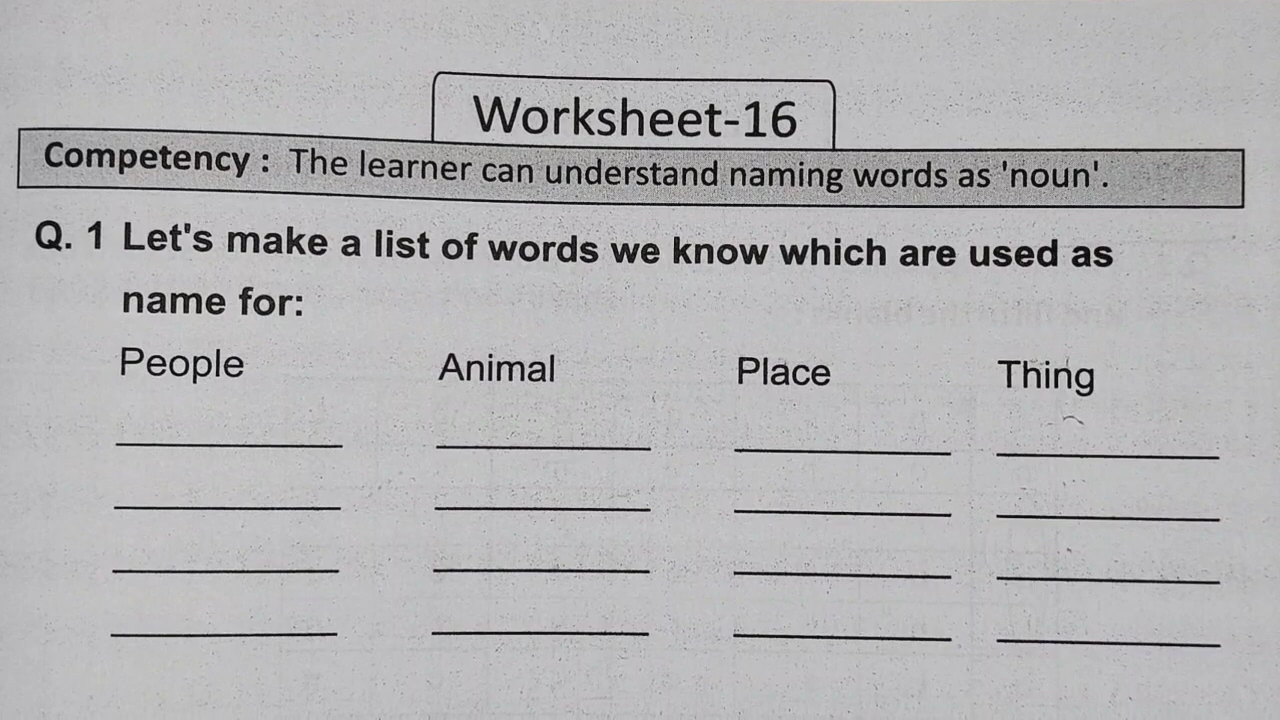 Worksheet-16
Competency : The learner can understand naming words as 'noun'.
Q. 1 Let's make a list of words we know which are used as
name for:
People Animal Place Thing